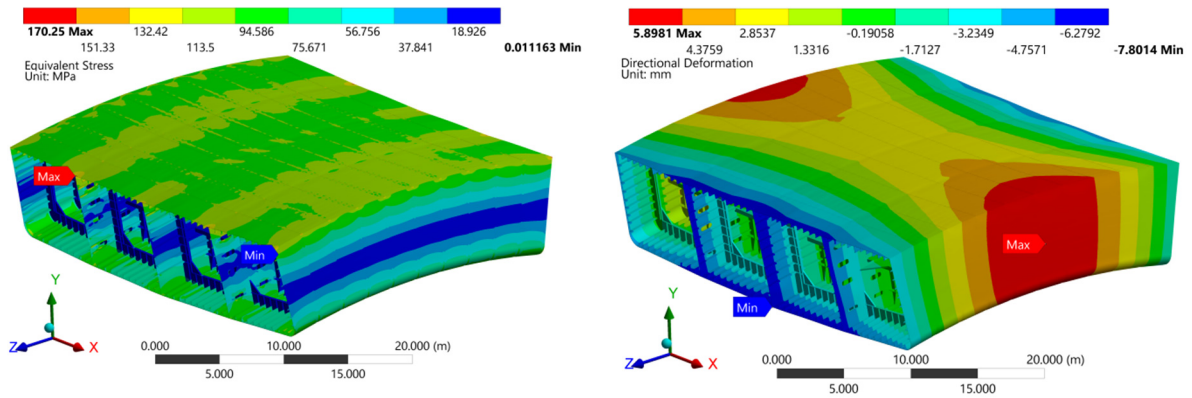 170.25 Max 132.42 94.586 56.756 18.926
151.33 113.5 75.671 37.841 0.011163 Min
Equivalent Stress
Unit: MPa
Max
Min
Y
Z X
0.000 10.000 20.000 (m)
5.000 15.000
5.8981 Max 2.8537 -0.19058 -3.2349 -6.2792
4.3759 1.3316 -1.7127 -4.7571 -7.8014 Min
Directional Deformation
Unit: mm
Max
Min
Y
Z X
0.000 10.000 20.000 (m)
5.000 15.000